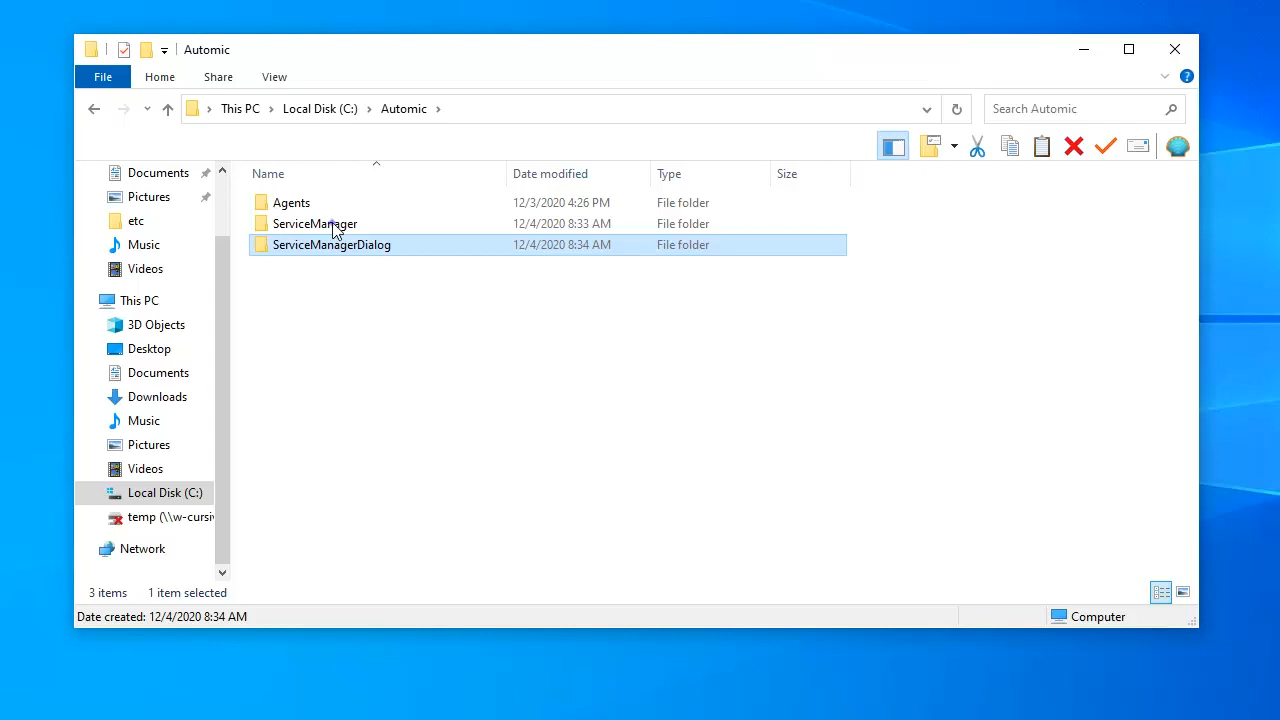 Automic
File Home Share View
This PC Local Disk (C:) Automic
Search Automic
Name Date modified Type Size
Agents 12/3/2020 4:26 PM File folder
ServiceManager 12/4/2020 8:33 AM File folder
ServiceManagerDialog 12/4/2020 8:34 AM File folder
Documents
Pictures
etc
Music
Videos
This PC
3D Objects
Desktop
Documents
Downloads
Music
Pictures
Videos
Local Disk (C:)
temp (\\w-cursiv
Network
3 items 1 item selected
Date created: 12/4/2020 8:34 AM
Computer